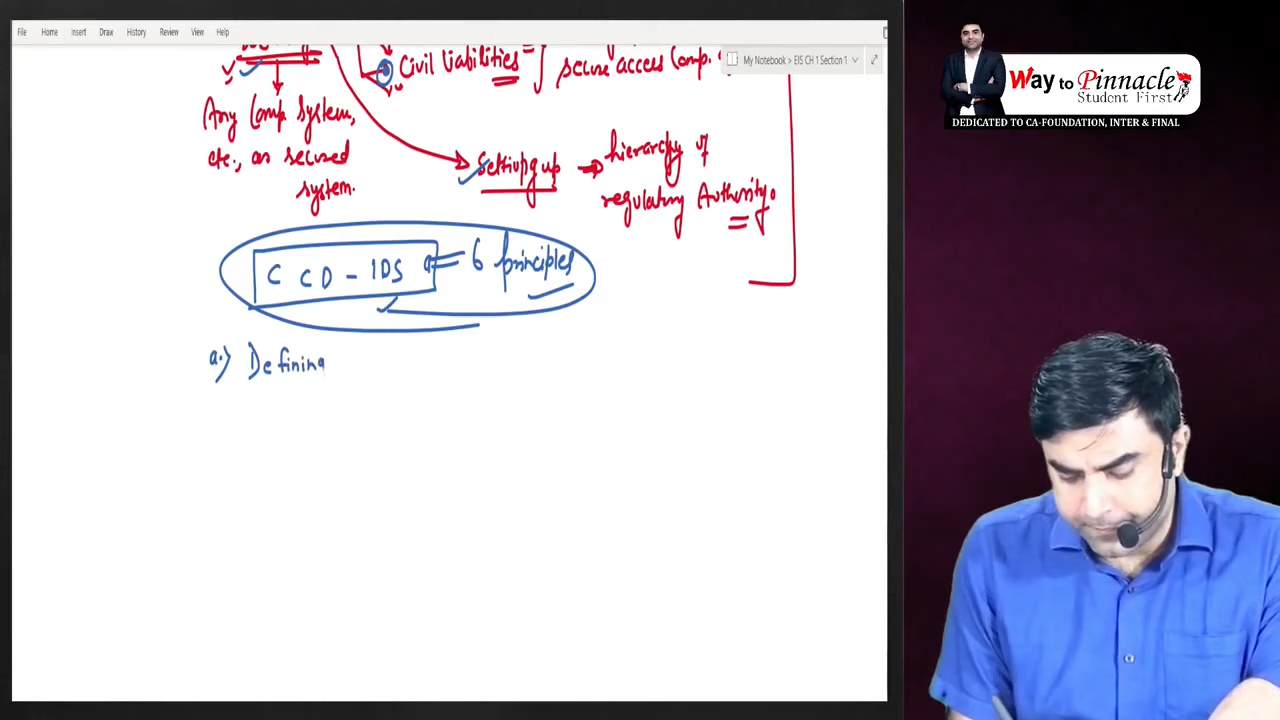 File Home Insert Draw History Review View Help
My Notebook > EIS CH 1 Section 1
Way to Pinnacle
Student First
DEDICATED TO CA-FOUNDATION, INTER & FINAL
Civil liabilities =
secure access Comp.
Any Comp. system,
etc., as secured
system.
Setting up → hierarchy of
regulating Authority.
C CD - IDS = 6 principles
a.) Defining